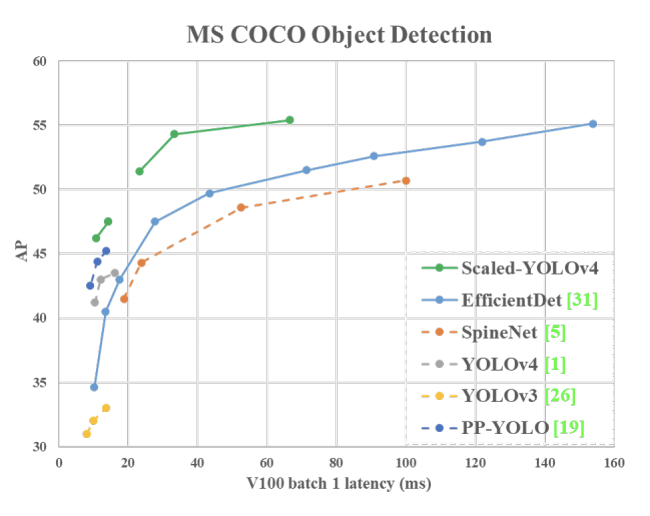 MS COCO Object Detection
AP
60
55
50
45
40
35
30
Scaled-YOLOv4
EfficientDet [31]
SpineNet [5]
YOLOv4 [1]
YOLOv3 [26]
PP-YOLO [19]
0 20 40 60 80 100 120 140 160
V100 batch 1 latency (ms)